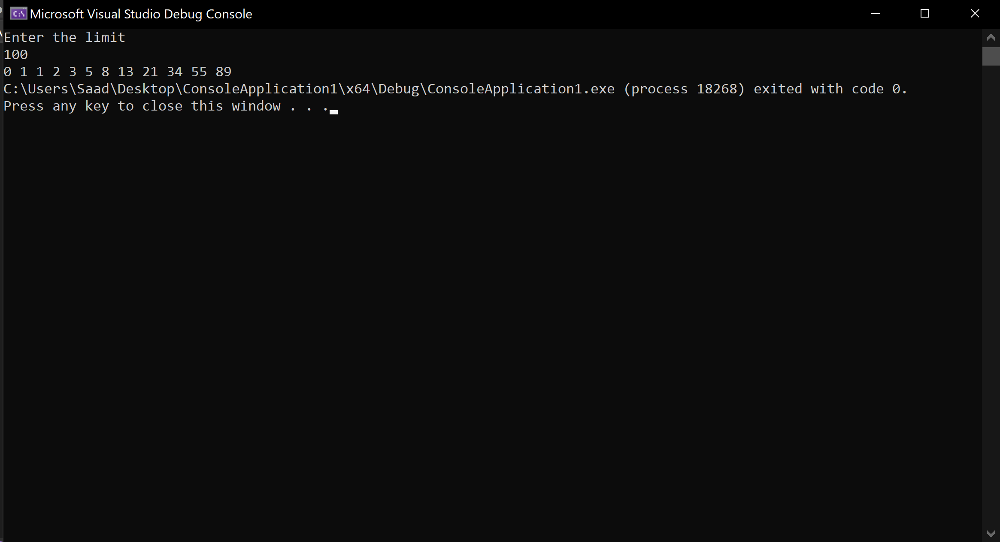 Microsoft Visual Studio Debug Console
Enter the limit
100
0 1 1 2 3 5 8 13 21 34 55 89
C:\Users\Saad\Desktop\ConsoleApplication1\x64\Debug\ConsoleApplication1.exe (process 18268) exited with code 0.
Press any key to close this window . . .